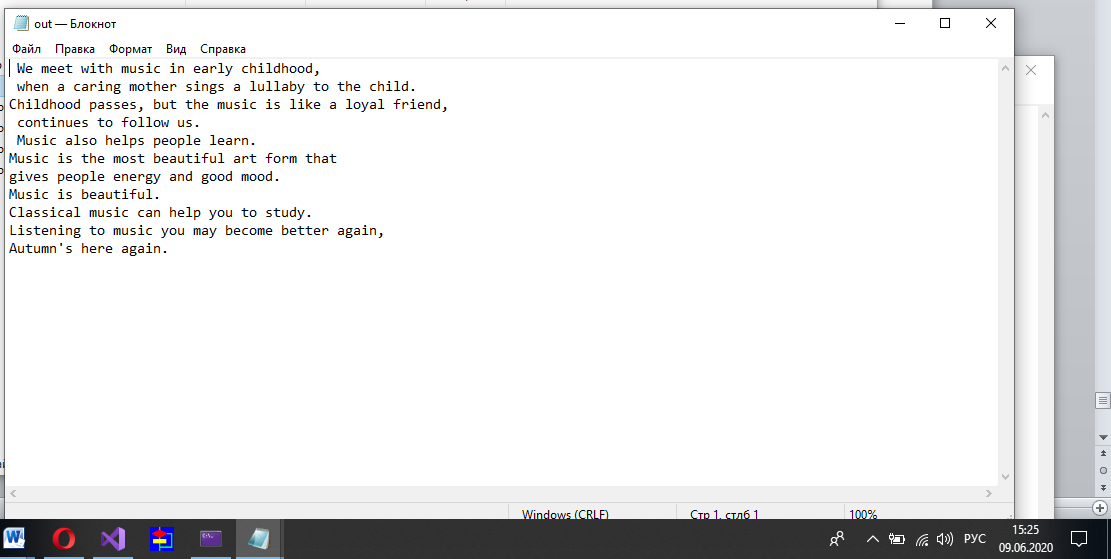 out — Блокнот
Файл Правка Формат Вид Справка
We meet with music in early childhood,
when a caring mother sings a lullaby to the child.
Childhood passes, but the music is like a loyal friend,
continues to follow us.
Music also helps people learn.
Music is the most beautiful art form that
gives people energy and good mood.
Music is beautiful.
Classical music can help you to study.
Listening to music you may become better again,
Autumn's here again.
Windows (CRLF) Стр 1, стлб 1 100%
РУС 15:25
09.06.2020